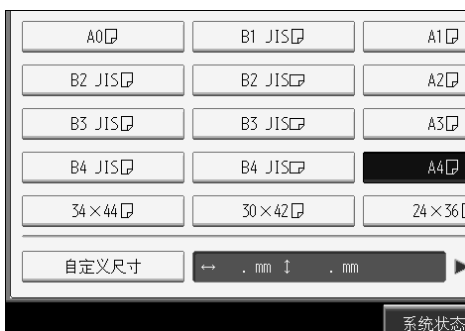 A0 B1 JIS A1
B2 JIS B2 JIS A2
B3 JIS B3 JIS A3
B4 JIS B4 JIS A4
34×44 30×42 24×36
自定义尺寸 ↔ . mm ↕ . mm
系统状态